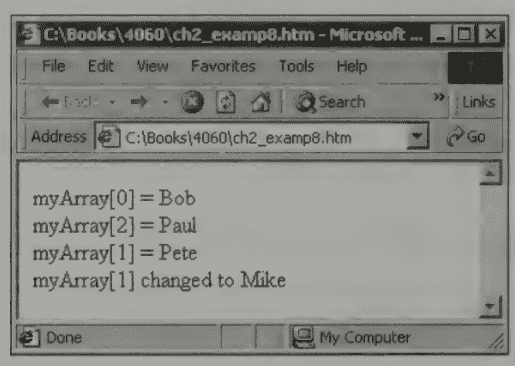 C:\Books\4060\ch2_examp8.htm - Microsoft ...
File Edit View Favorites Tools Help
Back Search » Links
Address C:\Books\4060\ch2_examp8.htm Go
myArray[0] = Bob
myArray[2] = Paul
myArray[1] = Pete
myArray[1] changed to Mike
Done My Computer